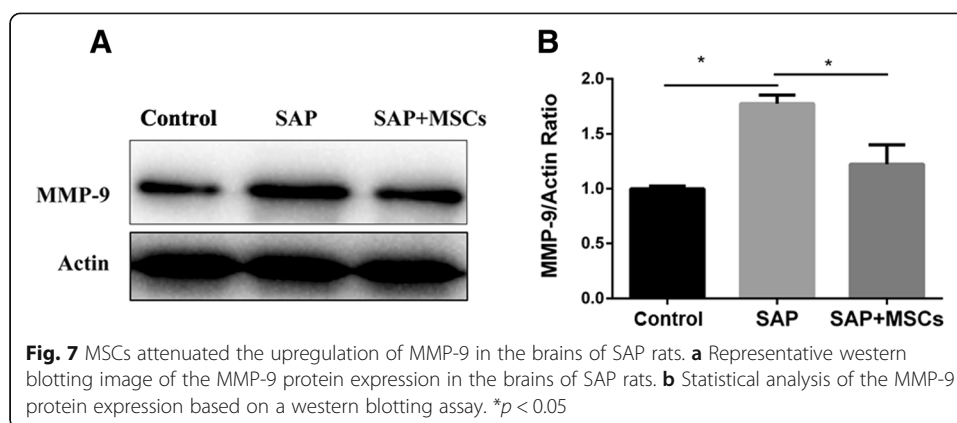 A
Control SAP SAP+MSCs
MMP-9
Actin
B
* *
MMP-9/Actin Ratio
2.0
1.5
1.0
0.5
0.0
Control SAP SAP+MSCs
Fig. 7 MSCs attenuated the upregulation of MMP-9 in the brains of SAP rats. a Representative western
blotting image of the MMP-9 protein expression in the brains of SAP rats. b Statistical analysis of the MMP-9
protein expression based on a western blotting assay. *p < 0.05